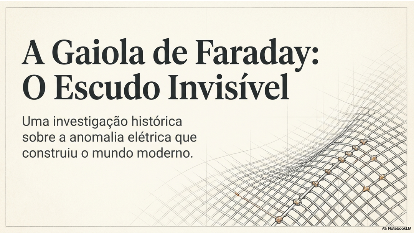 A Gaiola de Faraday:
O Escudo Invisível
Uma investigação histórica
sobre a anomalia elétrica que
construiu o mundo moderno.